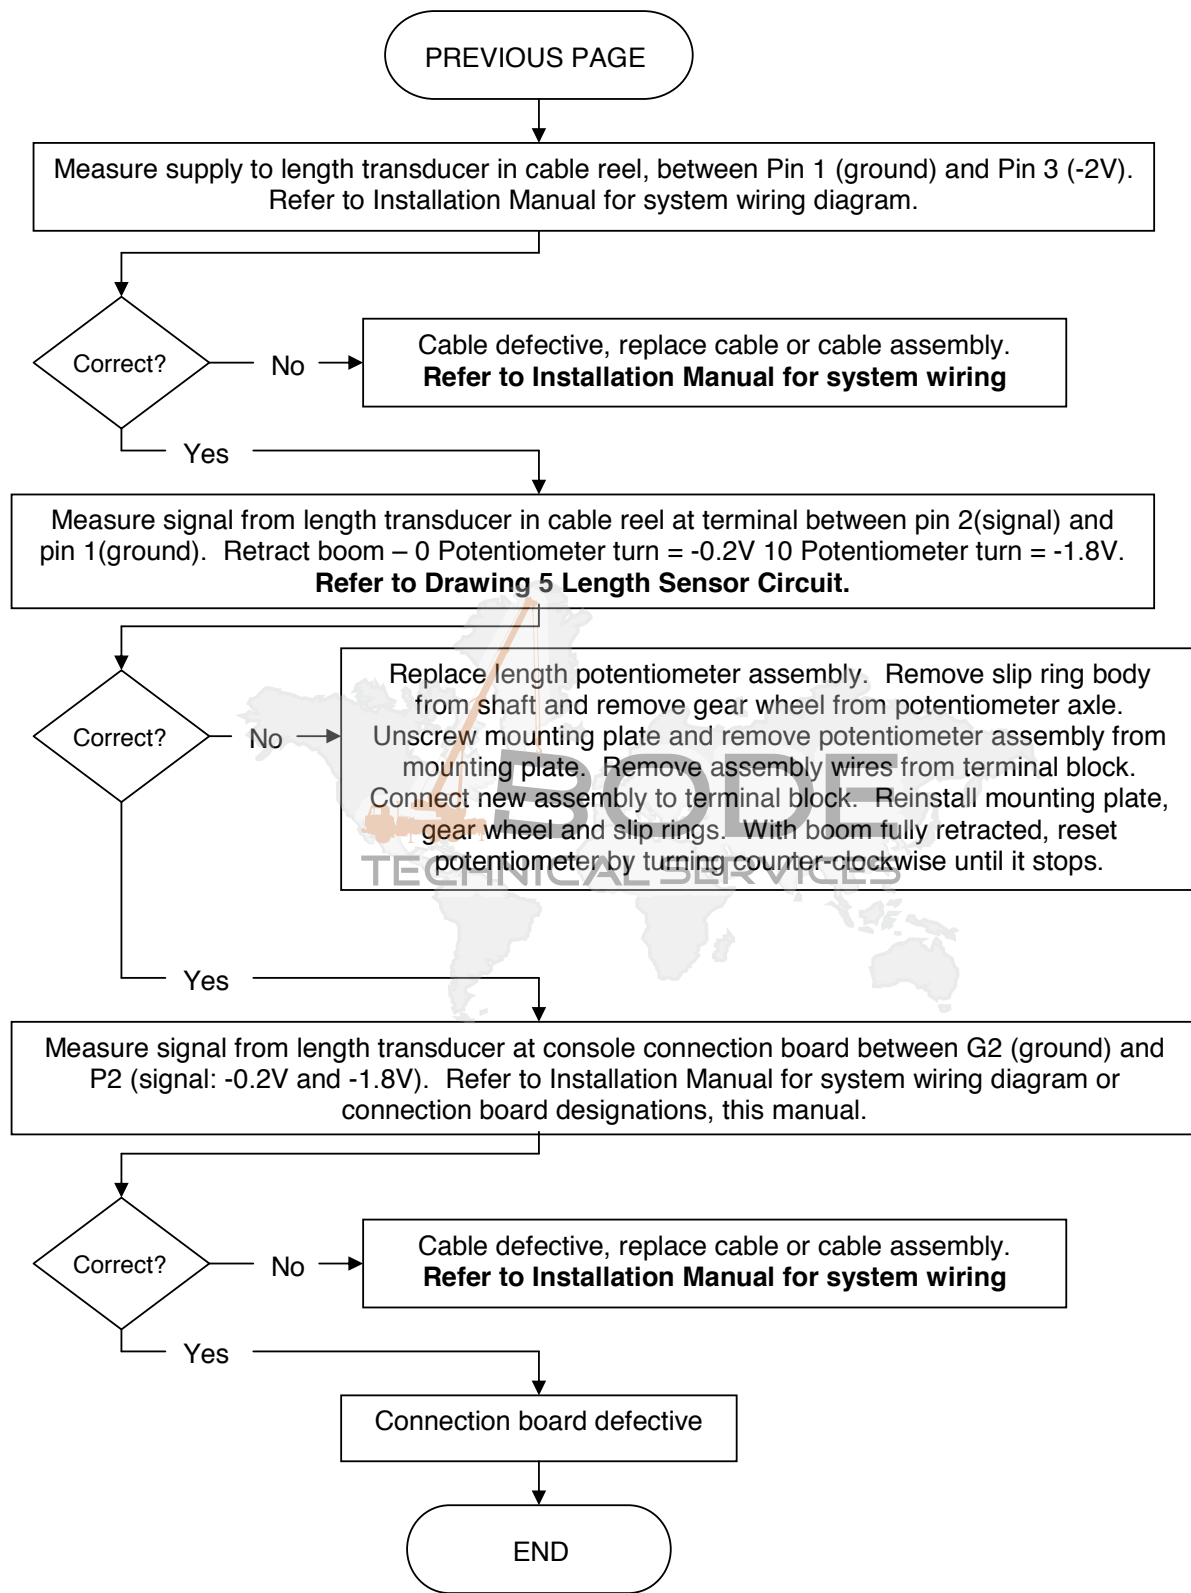 PREVIOUS PAGE
Measure supply to length transducer in cable reel, between Pin 1 (ground) and Pin 3 (-2V).
Refer to Installation Manual for system wiring diagram.
Correct?
No
Cable defective, replace cable or cable assembly.
Refer to Installation Manual for system wiring
Yes
Measure signal from length transducer in cable reel at terminal between pin 2(signal) and
pin 1(ground).  Retract boom – 0 Potentiometer turn = -0.2V 10 Potentiometer turn = -1.8V.
Refer to Drawing 5 Length Sensor Circuit.
Correct?
No
Replace length potentiometer assembly.  Remove slip ring body
from shaft and remove gear wheel from potentiometer axle.
Unscrew mounting plate and remove potentiometer assembly from
mounting plate.  Remove assembly wires from terminal block.
Connect new assembly to terminal block.  Reinstall mounting plate,
gear wheel and slip rings.  With boom fully retracted, reset
potentiometer by turning counter-clockwise until it stops.
BODE
TECHNICAL SERVICES
Yes
Measure signal from length transducer at console connection board between G2 (ground) and
P2 (signal: -0.2V and -1.8V).  Refer to Installation Manual for system wiring diagram or
connection board designations, this manual.
Correct?
No
Cable defective, replace cable or cable assembly.
Refer to Installation Manual for system wiring
Yes
Connection board defective
END